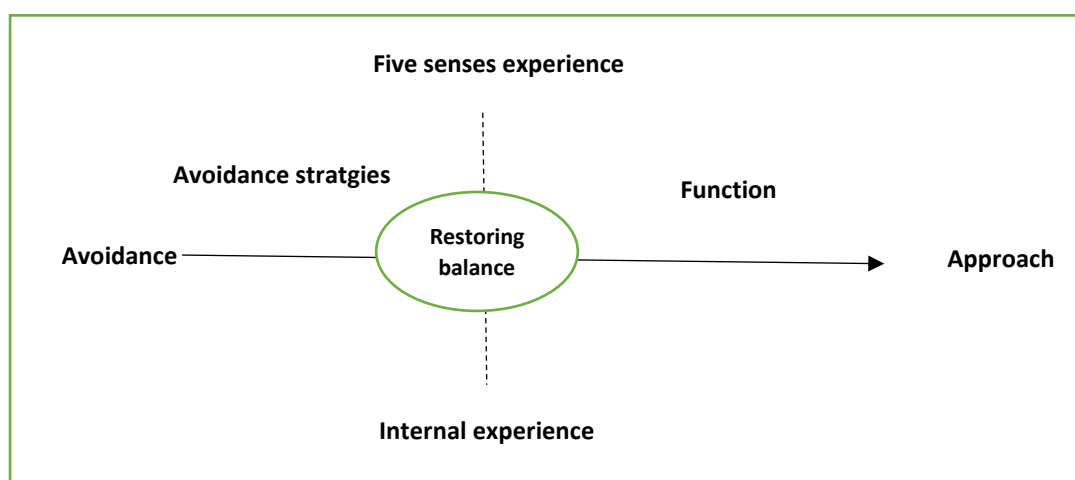 Five senses experience
Avoidance stratgies
Function
Restoring
balance
Avoidance
Approach
Internal experience